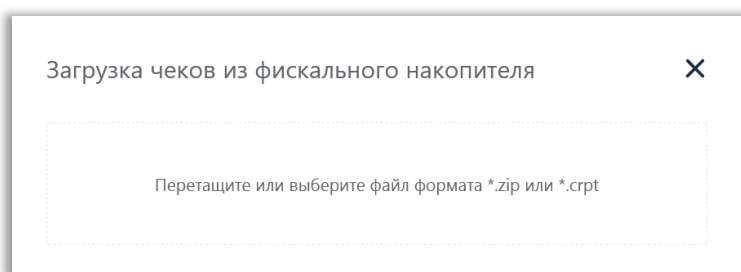 Загрузка чеков из фискального накопителя
Перетащите или выберите файл формата *.zip или *.crpt